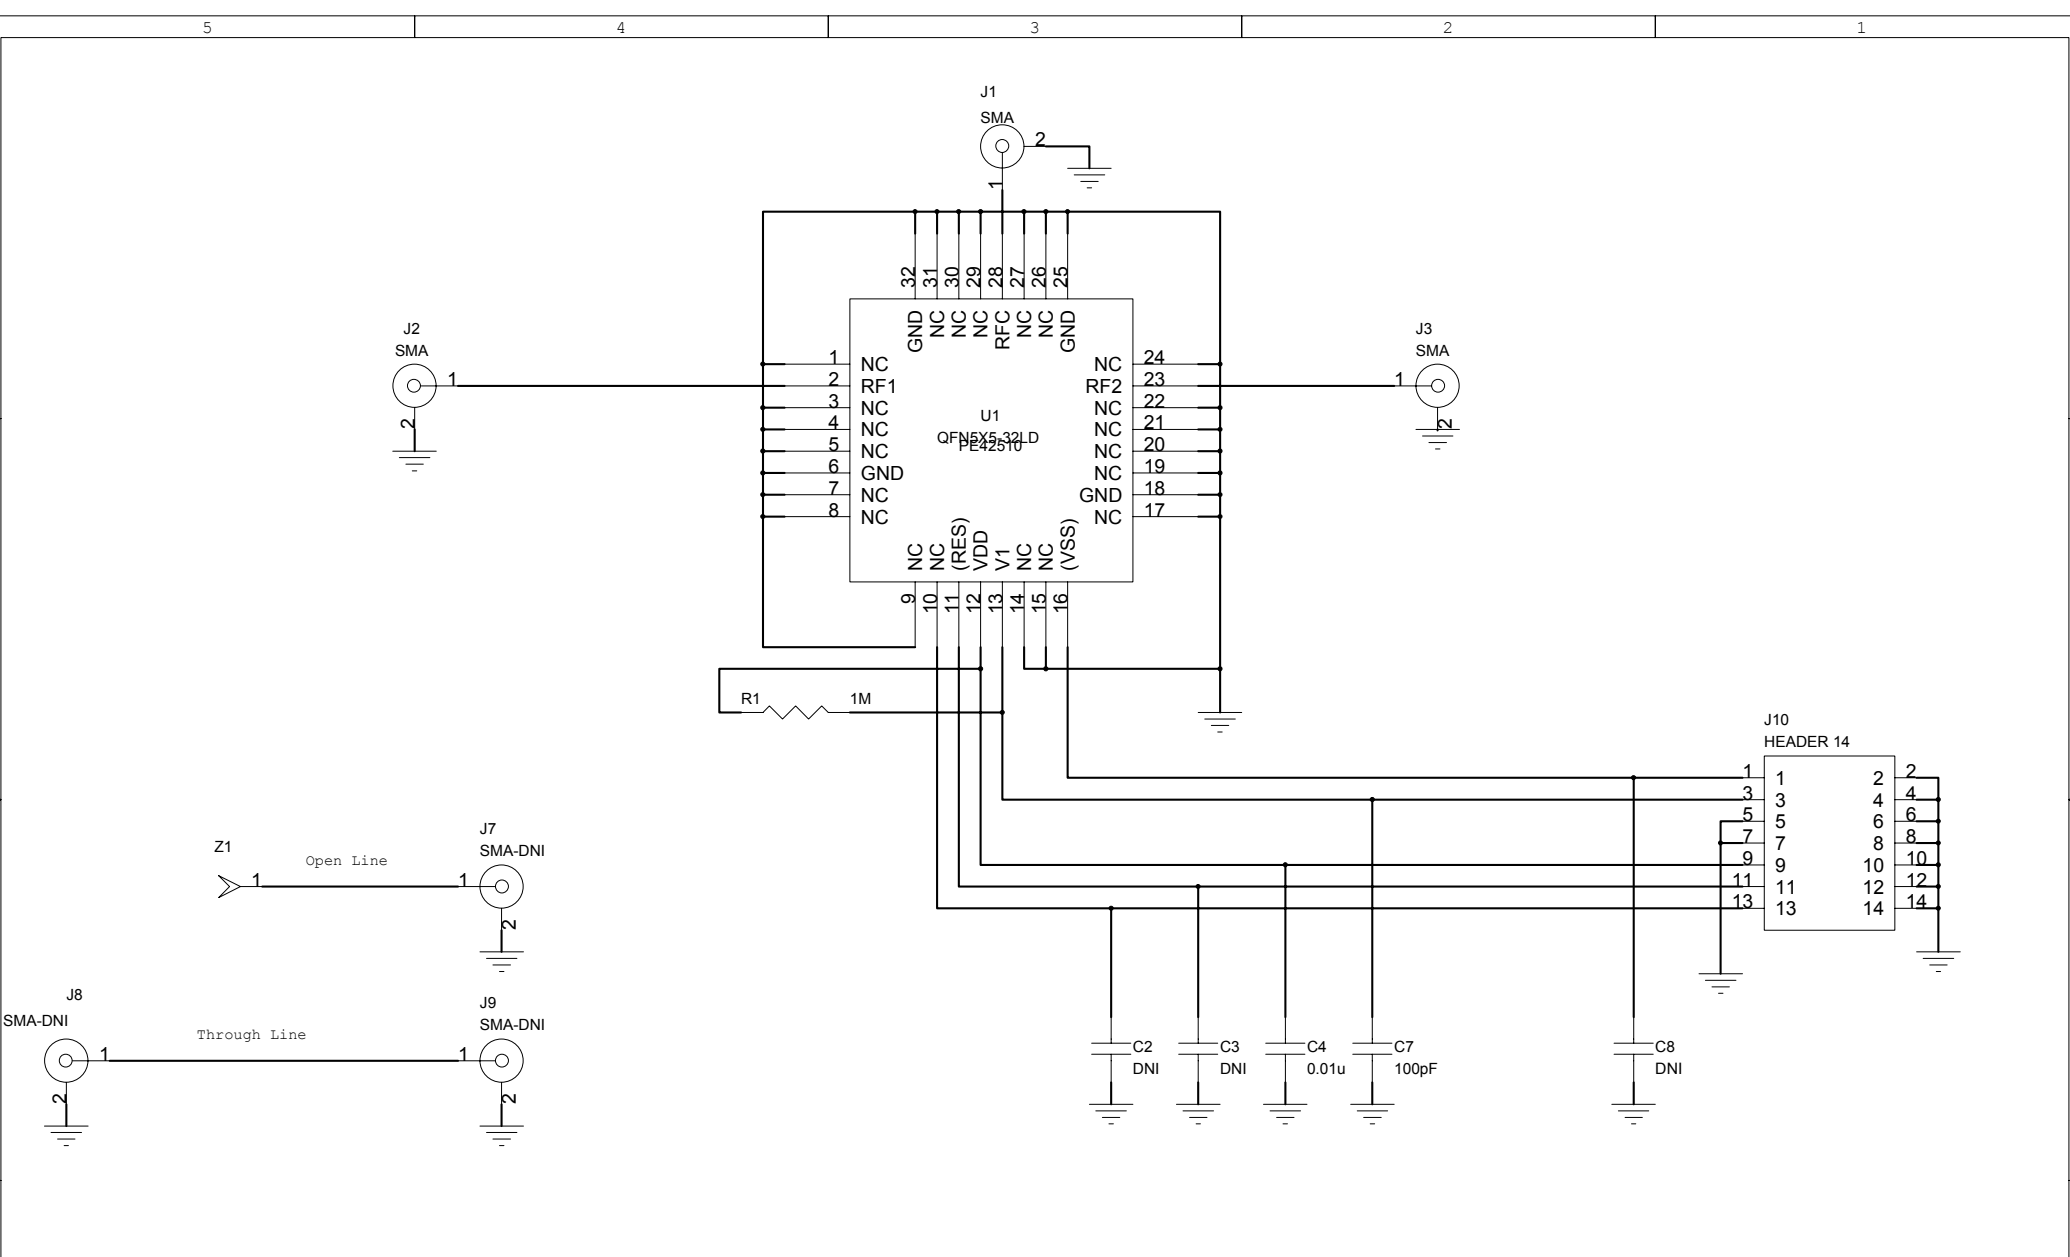 5 4 3 2 1
J1
SMA
2
1
32 31 30 29 28 27 26 25
GND NC NC NC RFC NC NC GND
J2
SMA
1
2
J3
SMA
1
2
1 NC
2 RF1
3 NC
4 NC
5 NC
6 GND
7 NC
8 NC
NC 24
RF2 23
NC 22
NC 21
NC 20
NC 19
GND 18
NC 17
U1
QFN5X5-32LD
PE42510
NC NC (RES) VDD V1 NC NC (VSS)
9 10 11 12 13 14 15 16
R1 1M
J10
HEADER 14
1 1 2 2
3 3 4 4
5 5 6 6
7 7 8 8
9 9 10 10
11 11 12 12
13 13 14 14
Z1
1
Open Line
J7
SMA-DNI
1
2
J8
SMA-DNI
1
2
Through Line
J9
SMA-DNI
1
2
C2
DNI
C3
DNI
C4
0.01u
C7
100pF
C8
DNI